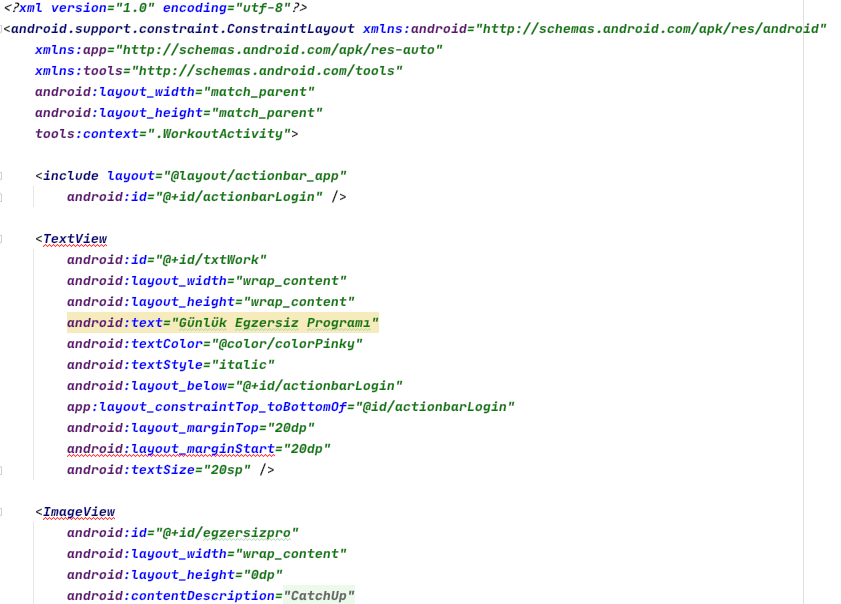 <?xml version="1.0" encoding="utf-8"?>
<android.support.constraint.ConstraintLayout xmlns:android="http://schemas.android.com/apk/res/android"
xmlns:app="http://schemas.android.com/apk/res-auto"
xmlns:tools="http://schemas.android.com/tools"
android:layout_width="match_parent"
android:layout_height="match_parent"
tools:context=".WorkoutActivity">
<include layout="@layout/actionbar_app"
android:id="@+id/actionbarLogin" />
<TextView
android:id="@+id/txtWork"
android:layout_width="wrap_content"
android:layout_height="wrap_content"
android:text="Günlük Egzersiz Programı"
android:textColor="@color/colorPinky"
android:textStyle="italic"
android:layout_below="@+id/actionbarLogin"
app:layout_constraintTop_toBottomOf="@id/actionbarLogin"
android:layout_marginTop="20dp"
android:layout_marginStart="20dp"
android:textSize="20sp" />
<ImageView
android:id="@+id/egzersizpro"
android:layout_width="wrap_content"
android:layout_height="0dp"
android:contentDescription="CatchUp"